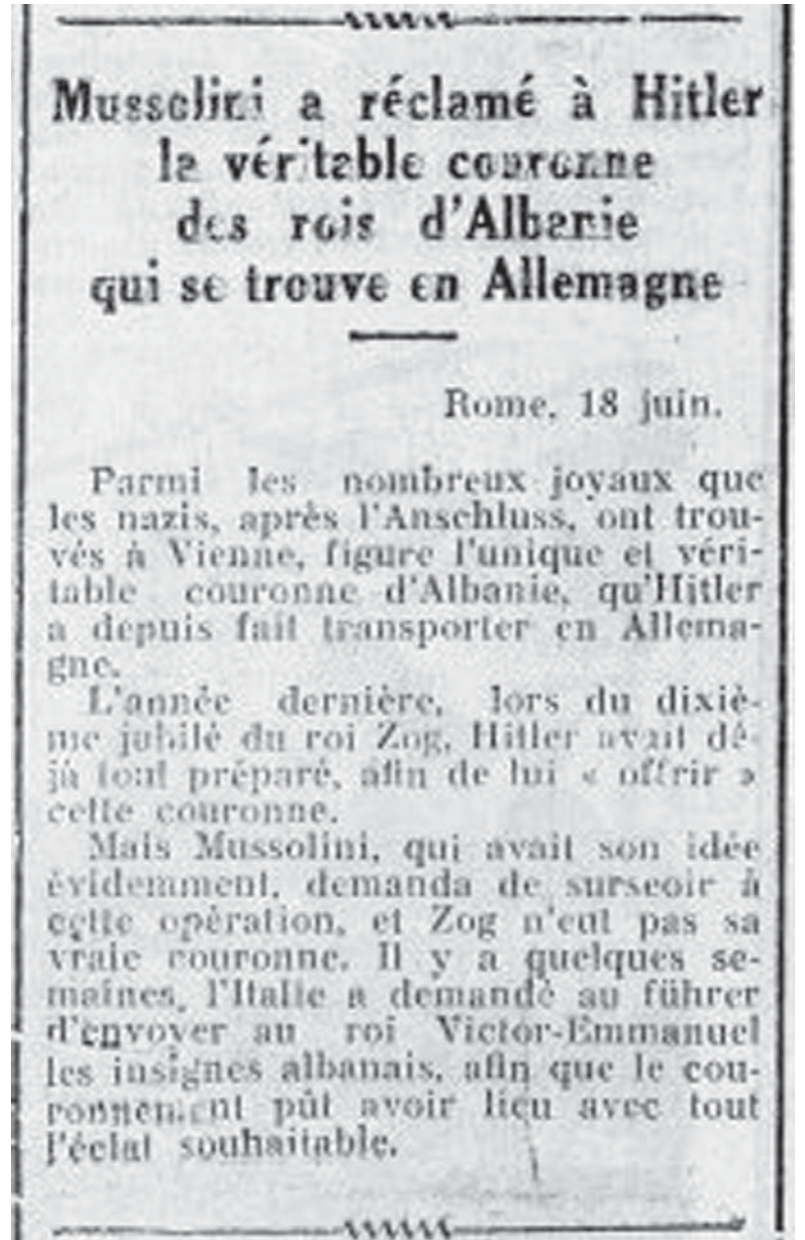 Mussolini a réclamé à Hitler
la véritable couronne
des rois d'Albanie
qui se trouve en Allemagne
Rome, 18 juin.
Parmi les nombreux joyaux que
les nazis, après l'Anschluss, ont trou-
vés à Vienne, figure l'unique et véri-
table couronne d'Albanie, qu'Hitler
a depuis fait transporter en Allema-
gne.
L'année dernière, lors du dixiè-
me jubilé du roi Zog, Hitler avait dé-
jà tout préparé, afin de lui « offrir »
cette couronne.
Mais Mussolini, qui avait son idée
évidemment, demanda de surseoir à
cette opération, et Zog n'eut pas sa
vraie couronne. Il y a quelques se-
maines, l'Italie a demandé au führer
d'envoyer au roi Victor-Emmanuel
les insignes albanais, afin que le cou-
ronnement pût avoir lieu avec tout
l'éclat souhaitable.